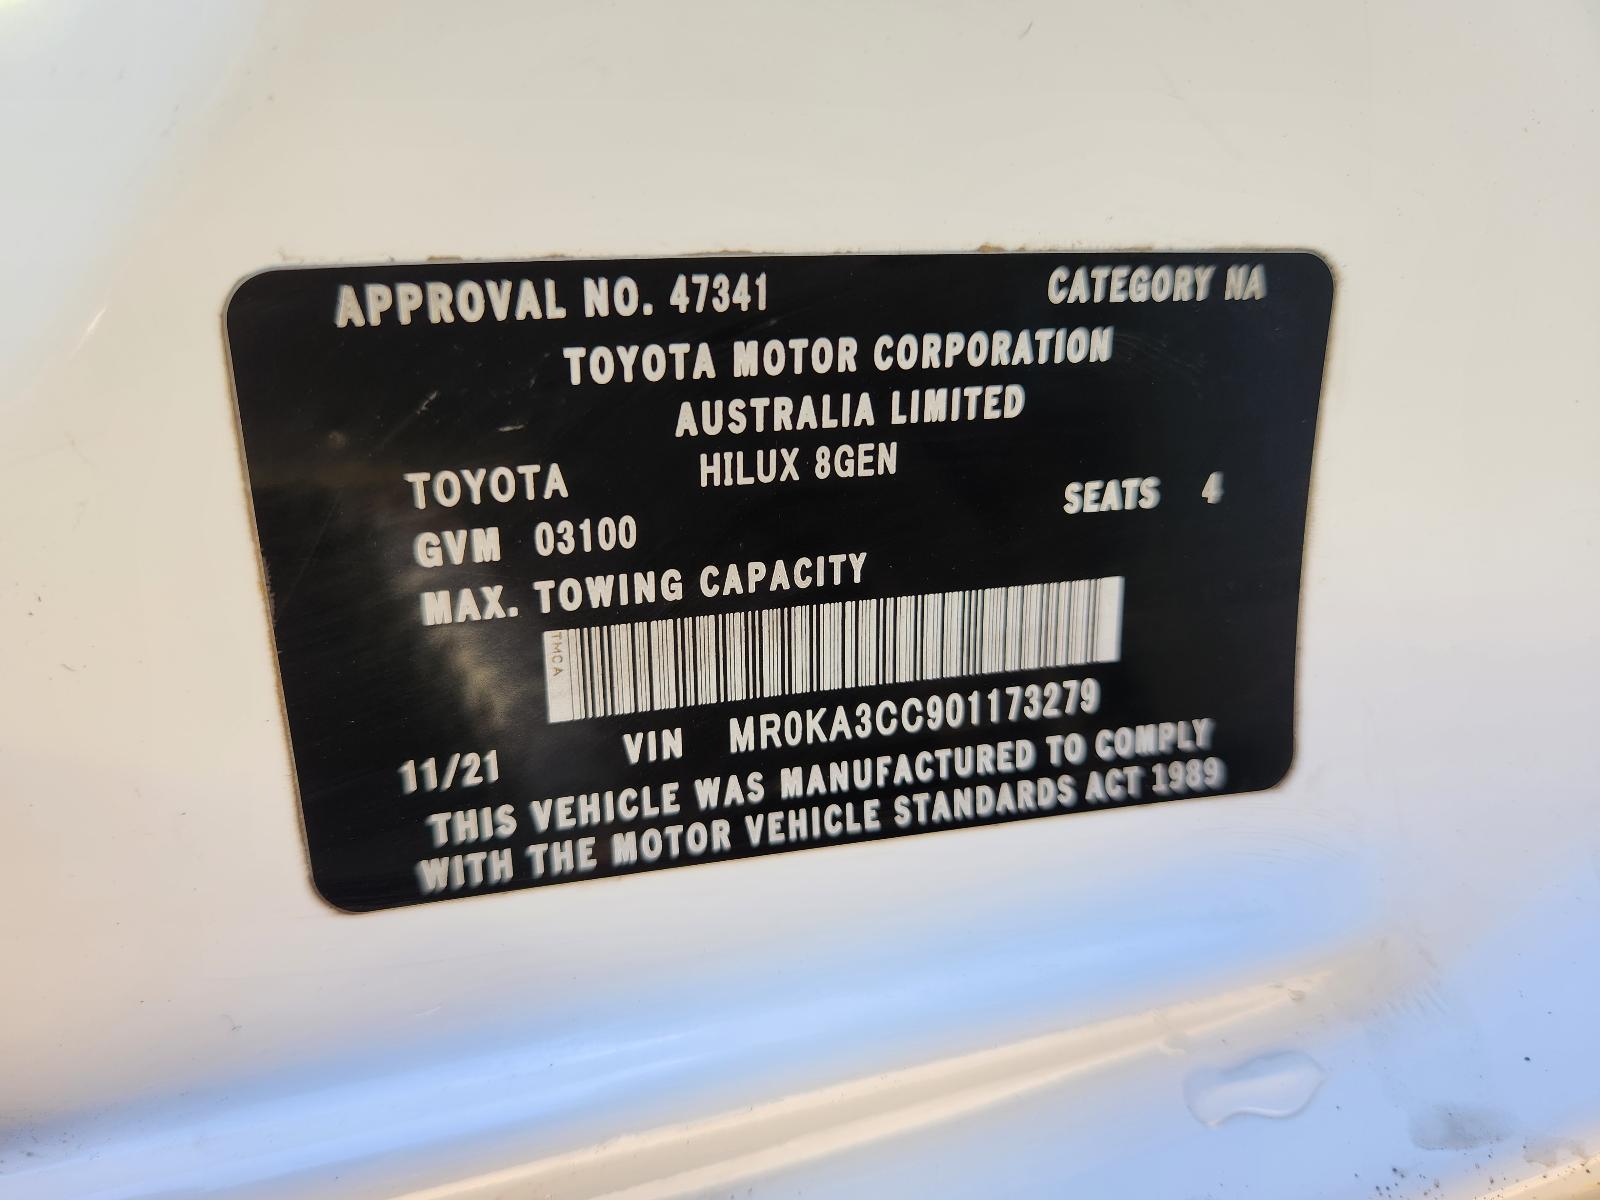 APPROVAL NO. 47341 CATEGORY NA
TOYOTA MOTOR CORPORATION
AUSTRALIA LIMITED
TOYOTA HILUX 8GEN
GVM 03100 SEATS 4
MAX. TOWING CAPACITY
TMCA
11/21 VIN MR0KA3CC901173279
THIS VEHICLE WAS MANUFACTURED TO COMPLY
WITH THE MOTOR VEHICLE STANDARDS ACT 1989